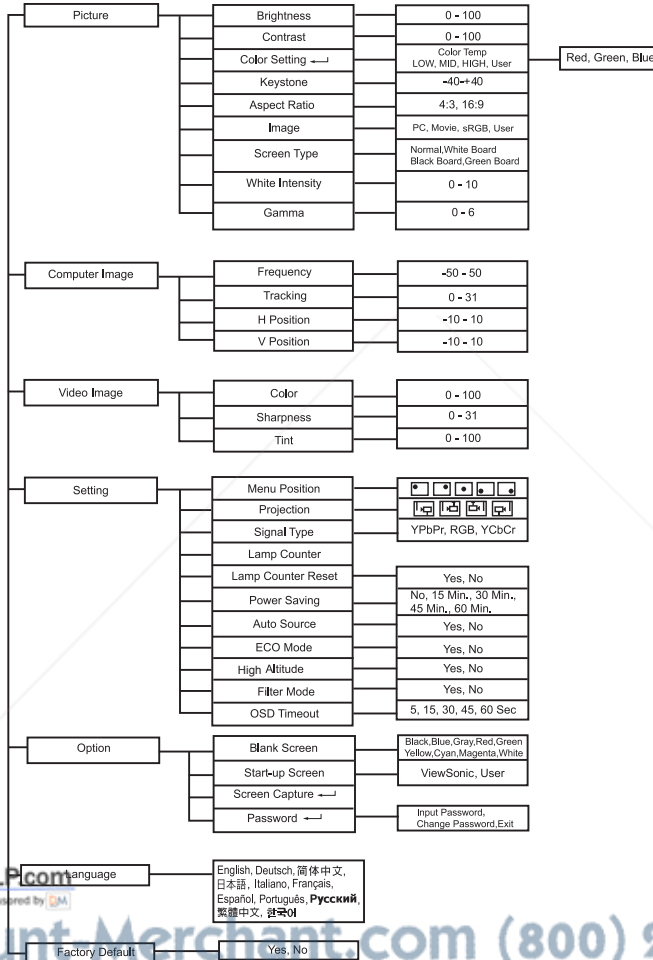 Picture
Brightness
0 - 100
Contrast
0 - 100
Color Setting
Color Temp
LOW, MID, HIGH, User
Red, Green, Blue
Keystone
-40-+40
Aspect Ratio
4:3, 16:9
Image
PC, Movie, sRGB, User
Screen Type
Normal,White Board
Black Board,Green Board
White Intensity
0 - 10
Gamma
0 - 6
Computer Image
Frequency
-50 - 50
Tracking
0 - 31
H Position
-10 - 10
V Position
-10 - 10
Video Image
Color
0 - 100
Sharpness
0 - 31
Tint
0 - 100
Setting
Menu Position
Projection
Signal Type
YPbPr, RGB, YCbCr
Lamp Counter
Lamp Counter Reset
Yes, No
Power Saving
No, 15 Min., 30 Min.,
45 Min., 60 Min.
Auto Source
Yes, No
ECO Mode
Yes, No
High Altitude
Yes, No
Filter Mode
Yes, No
OSD Timeout
5, 15, 30, 45, 60 Sec
Option
Blank Screen
Black,Blue,Gray,Red,Green
Yellow,Cyan,Magenta,White
Start-up Screen
ViewSonic, User
Screen Capture
Password
Input Password,
Change Password,Exit
Language
English, Deutsch, 简体中文,
日本語, Italiano, Français,
Español, Português, Русский,
繁體中文, 한국어
P.com
sored by DM
Factory Default
Yes, No
unt-Merchant.com (800) 2